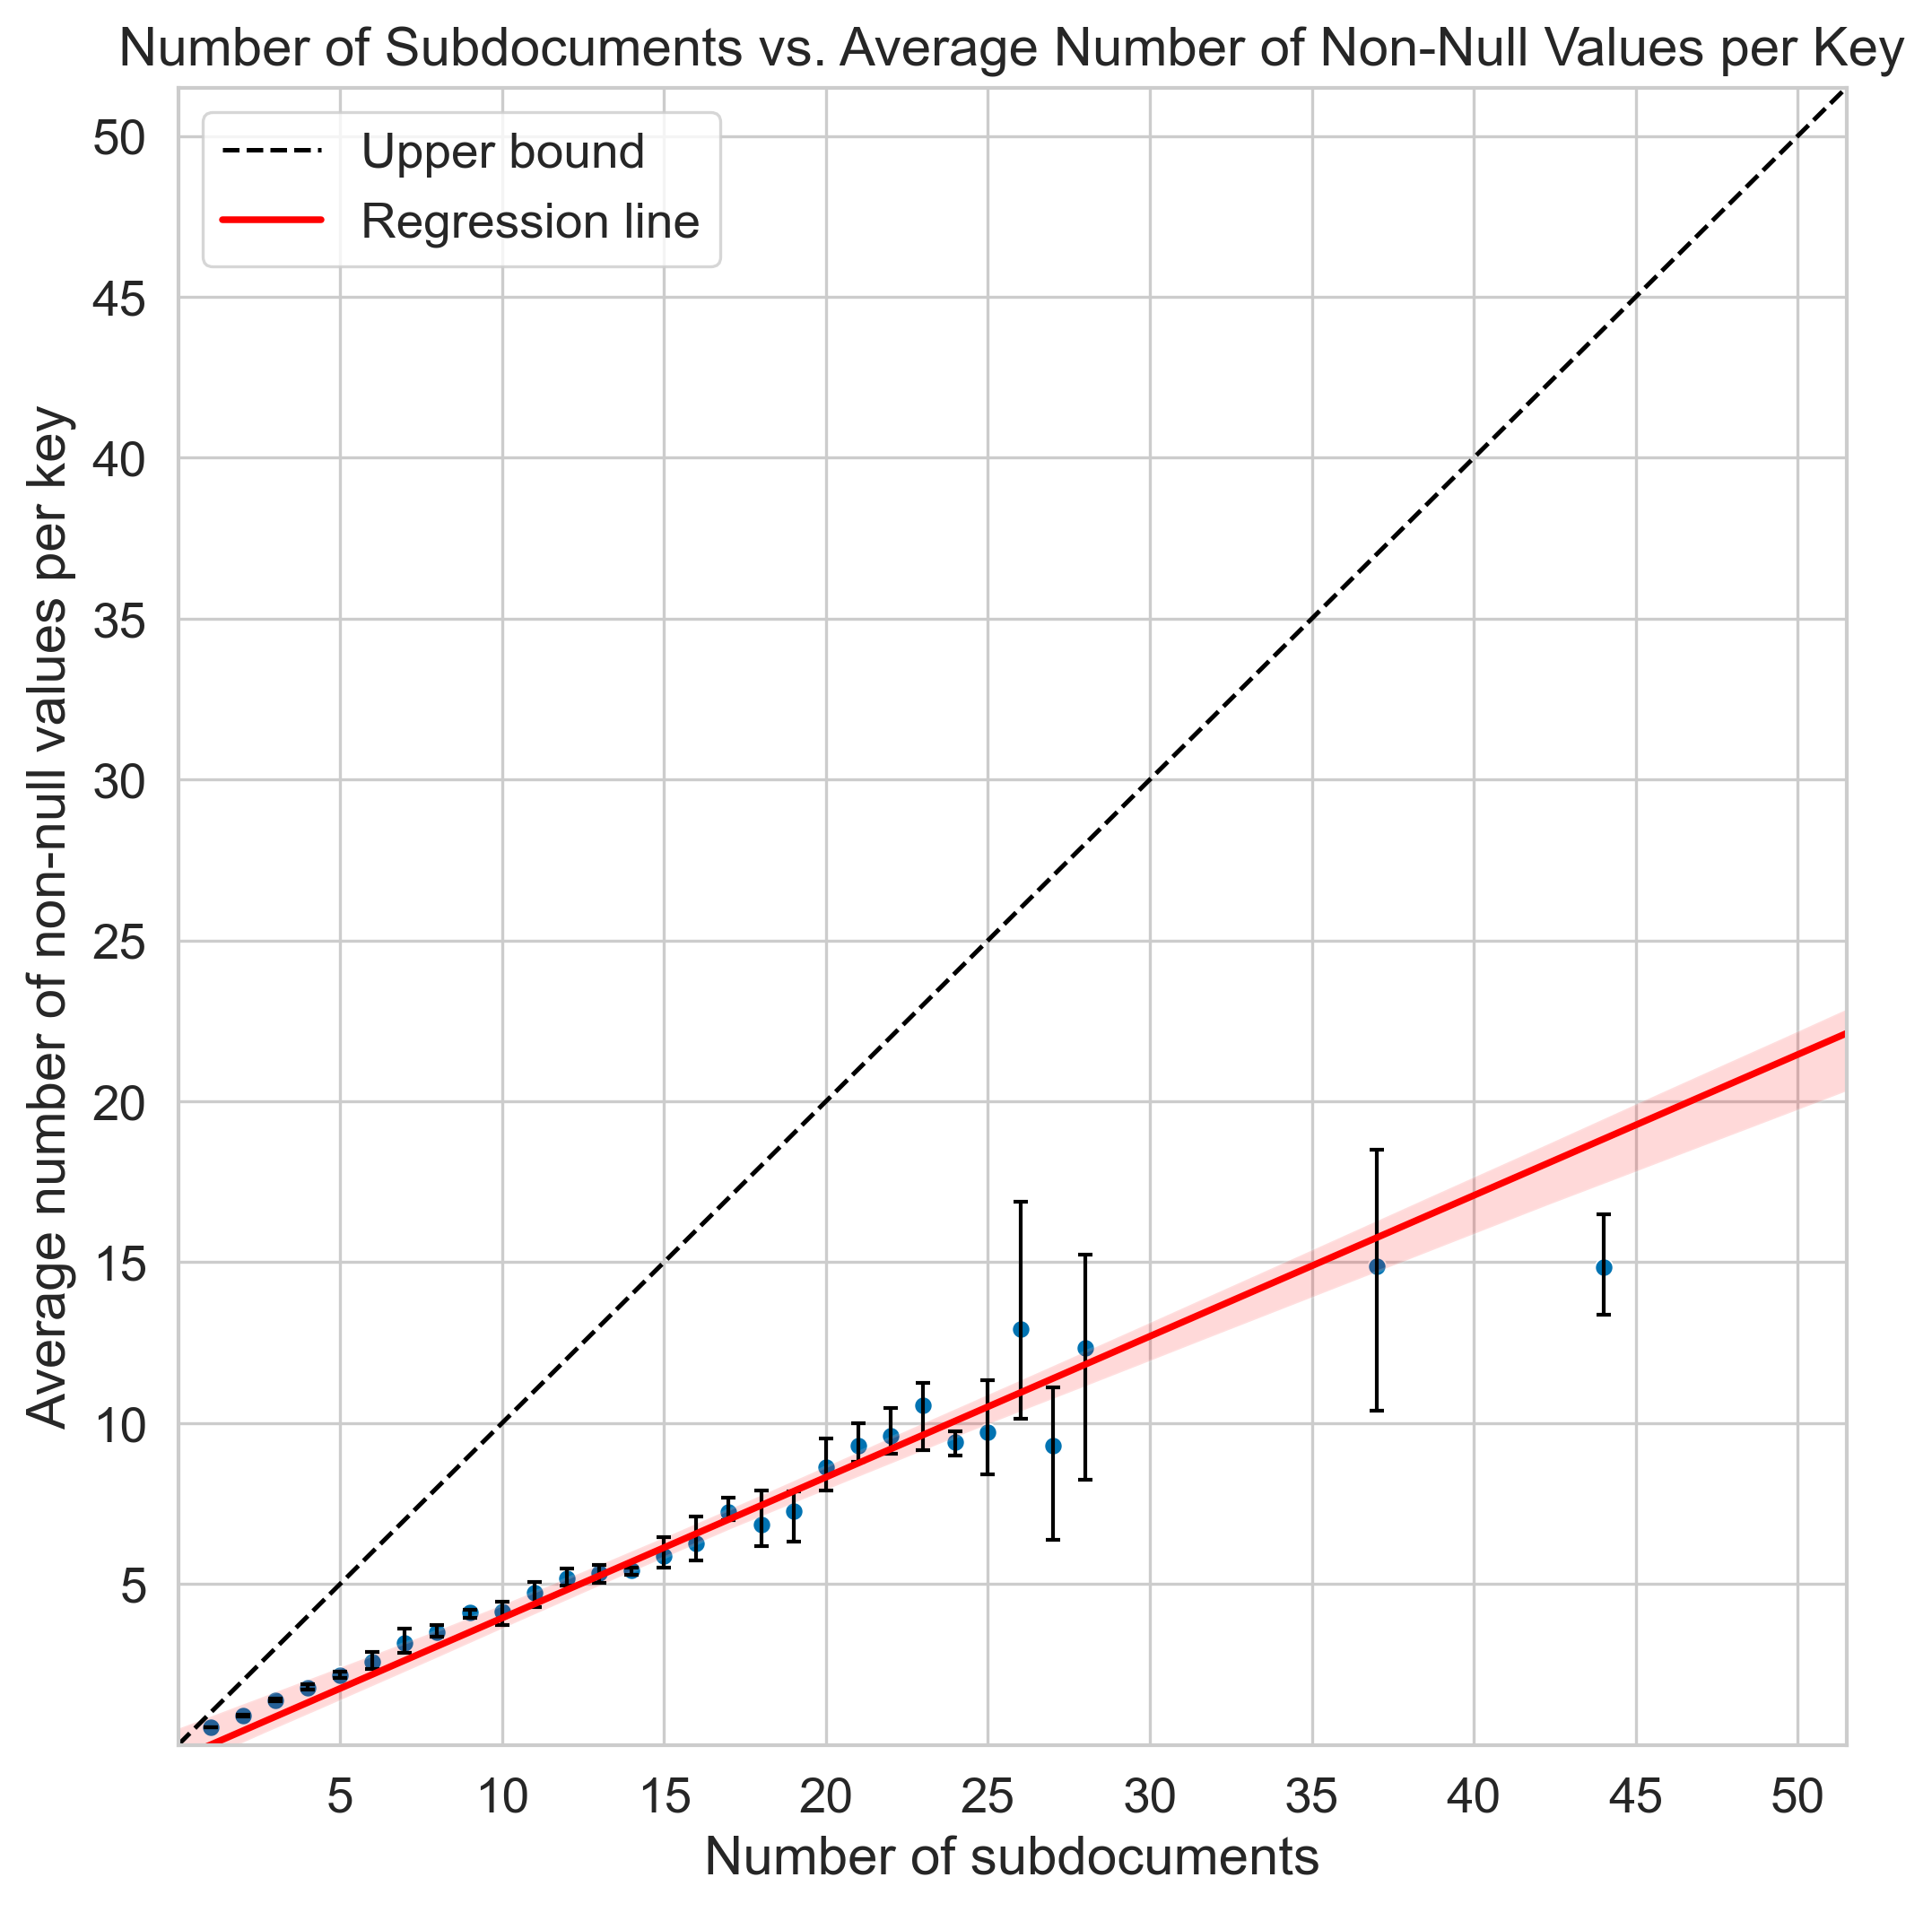 Number of Subdocuments vs. Average Number of Non-Null Values per Key
Upper bound
Regression line
Average number of non-null values per key
50
45
40
35
30
25
20
15
10
5
5 10 15 20 25 30 35 40 45 50
Number of subdocuments